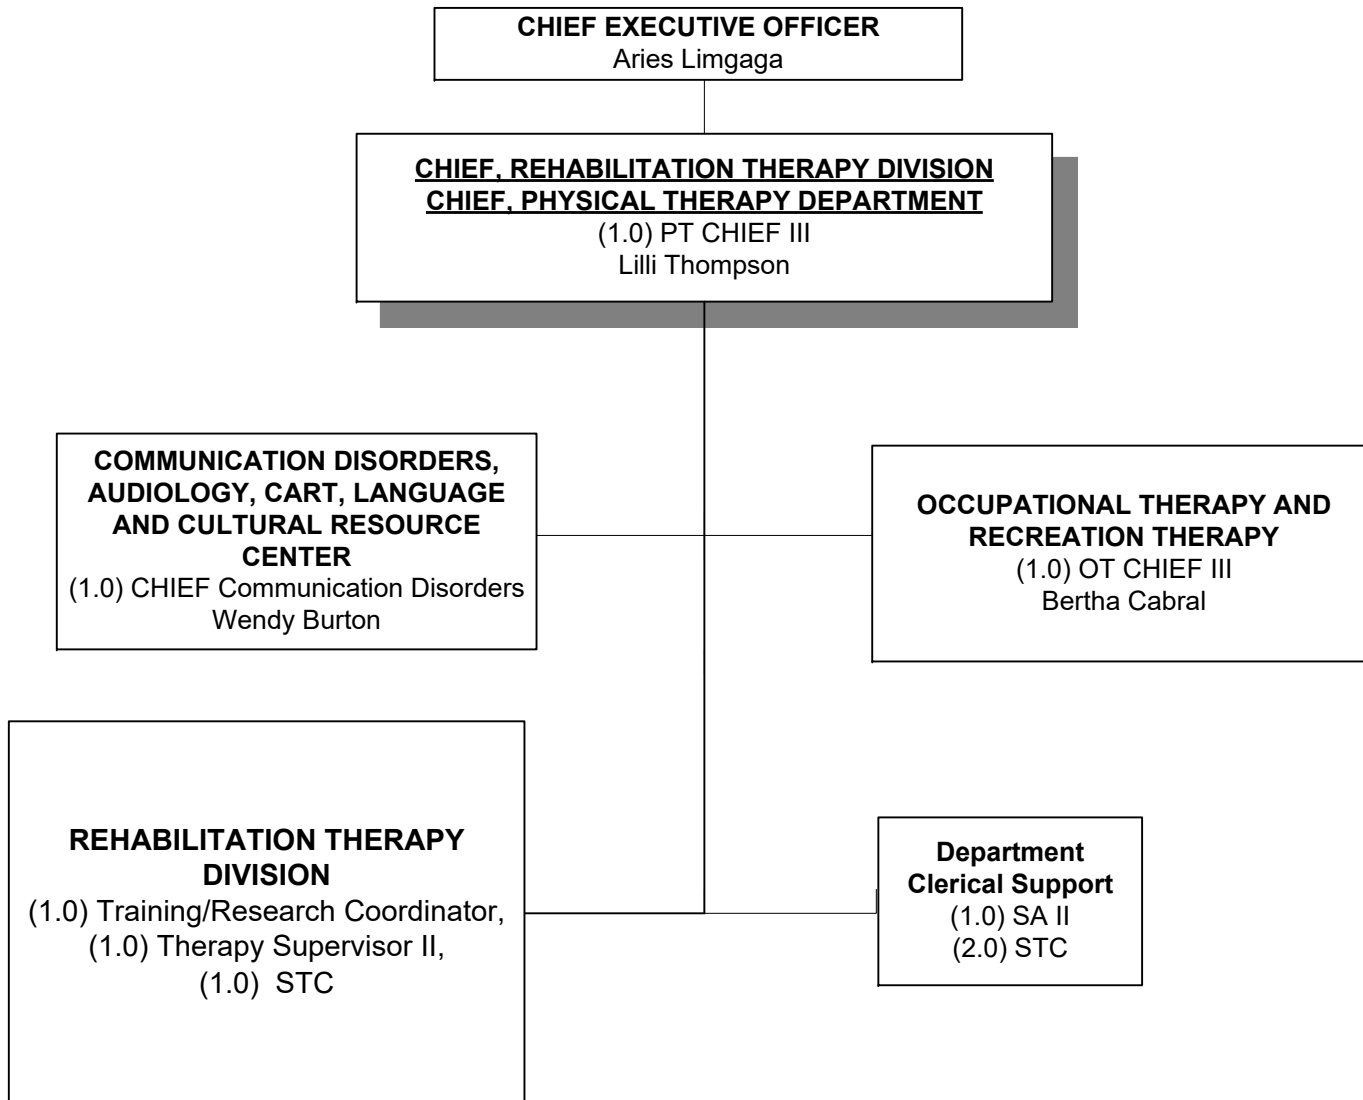 CHIEF EXECUTIVE OFFICER
Aries Limgaga
CHIEF, REHABILITATION THERAPY DIVISION
CHIEF, PHYSICAL THERAPY DEPARTMENT
(1.0) PT CHIEF III
Lilli Thompson
COMMUNICATION DISORDERS,
AUDIOLOGY, CART, LANGUAGE
AND CULTURAL RESOURCE
CENTER
(1.0) CHIEF Communication Disorders
Wendy Burton
OCCUPATIONAL THERAPY AND
RECREATION THERAPY
(1.0) OT CHIEF III
Bertha Cabral
REHABILITATION THERAPY
DIVISION
(1.0) Training/Research Coordinator,
(1.0) Therapy Supervisor II,
(1.0) STC
Department
Clerical Support
(1.0) SA II
(2.0) STC